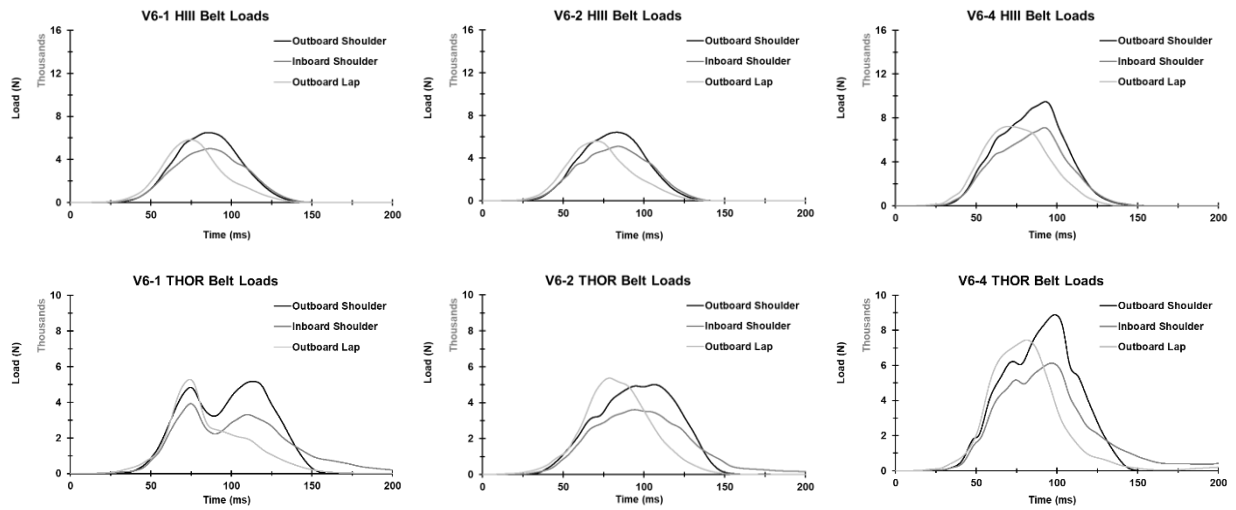 V6-1 HIII Belt Loads
16
12
8
4
0
Thousands
Load (N)
Outboard Shoulder
Inboard Shoulder
Outboard Lap
0 50 100 150 200
Time (ms)
V6-2 HIII Belt Loads
16
12
8
4
0
Thousands
Load (N)
Outboard Shoulder
Inboard Shoulder
Outboard Lap
0 50 100 150 200
Time (ms)
V6-4 HIII Belt Loads
16
12
8
4
0
Thousands
Load (N)
Outboard Shoulder
Inboard Shoulder
Outboard Lap
0 50 100 150 200
Time (ms)
V6-1 THOR Belt Loads
10
8
6
4
2
0
Thousands
Load (N)
Outboard Shoulder
Inboard Shoulder
Outboard Lap
0 50 100 150 200
Time (ms)
V6-2 THOR Belt Loads
10
8
6
4
2
0
Thousands
Load (N)
Outboard Shoulder
Inboard Shoulder
Outboard Lap
0 50 100 150 200
Time (ms)
V6-4 THOR Belt Loads
10
8
6
4
2
0
Thousands
Load (N)
Outboard Shoulder
Inboard Shoulder
Outboard Lap
0 50 100 150 200
Time (ms)